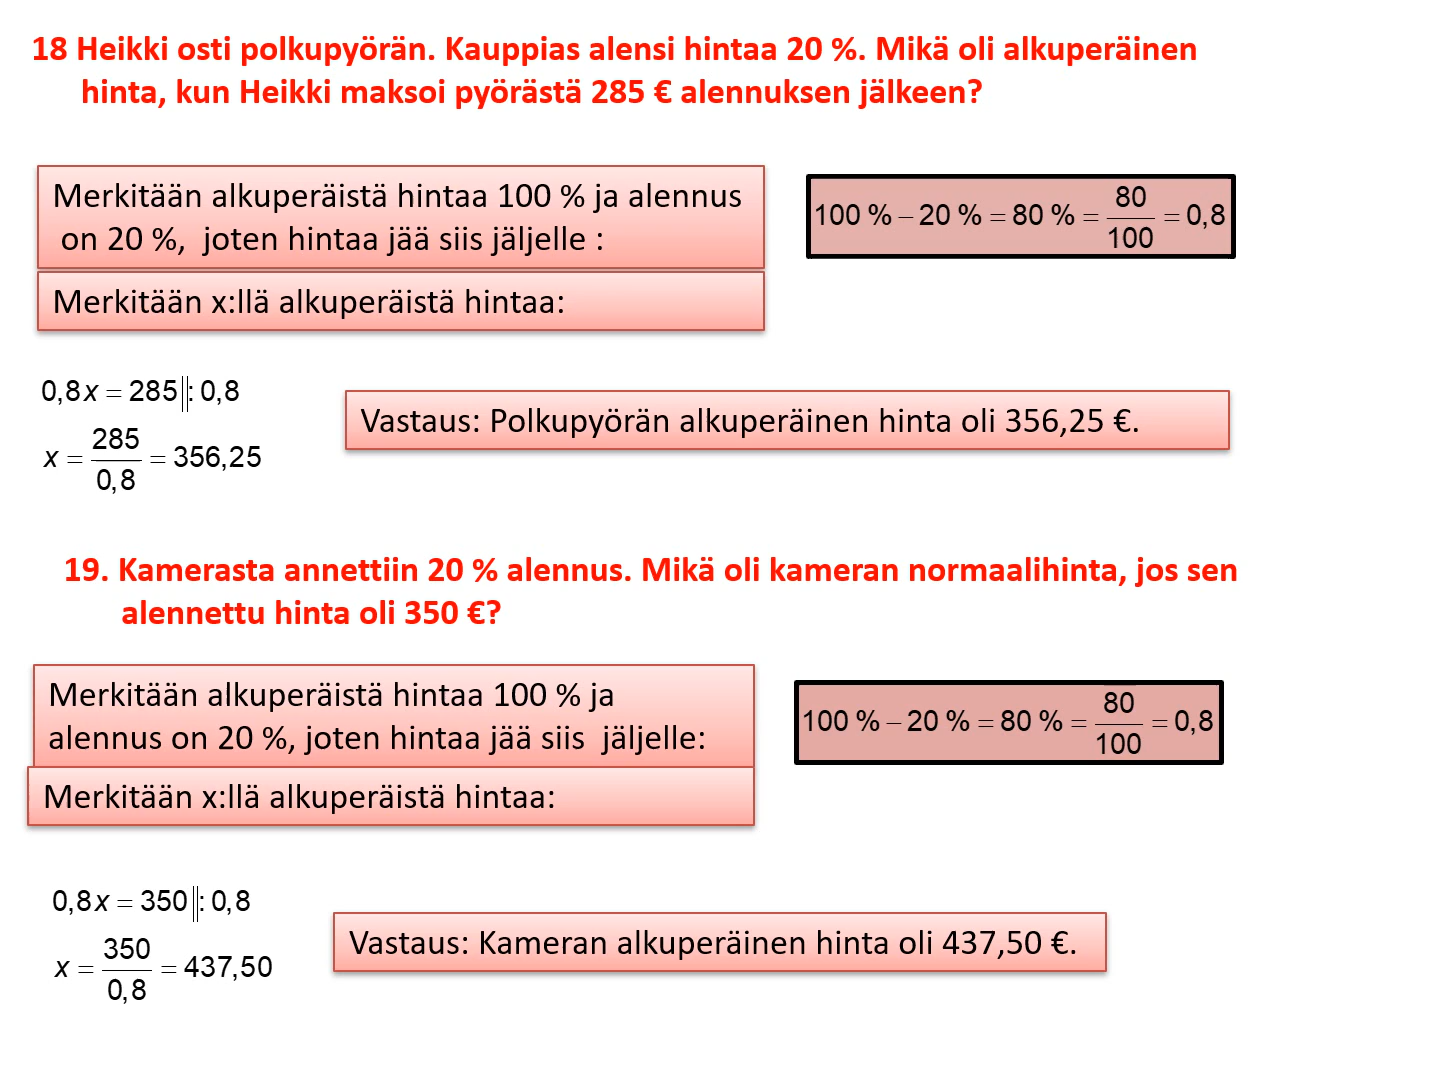 18 Heikki osti polkupyörän. Kauppias alensi hintaa 20 %. Mikä oli alkuperäinen
hinta, kun Heikki maksoi pyörästä 285 € alennuksen jälkeen?
Merkitään alkuperäistä hintaa 100 % ja alennus
on 20 %, joten hintaa jää siis jäljelle :
100 % – 20 % = 80 % = 80/100 = 0,8
Merkitään x:llä alkuperäistä hintaa:
0,8x = 285 ‖: 0,8
x = 285/0,8 = 356,25
Vastaus: Polkupyörän alkuperäinen hinta oli 356,25 €.
19. Kamerasta annettiin 20 % alennus. Mikä oli kameran normaalihinta, jos sen
alennettu hinta oli 350 €?
Merkitään alkuperäistä hintaa 100 % ja
alennus on 20 %, joten hintaa jää siis jäljelle:
100 % – 20 % = 80 % = 80/100 = 0,8
Merkitään x:llä alkuperäistä hintaa:
0,8x = 350 ‖: 0,8
x = 350/0,8 = 437,50
Vastaus: Kameran alkuperäinen hinta oli 437,50 €.